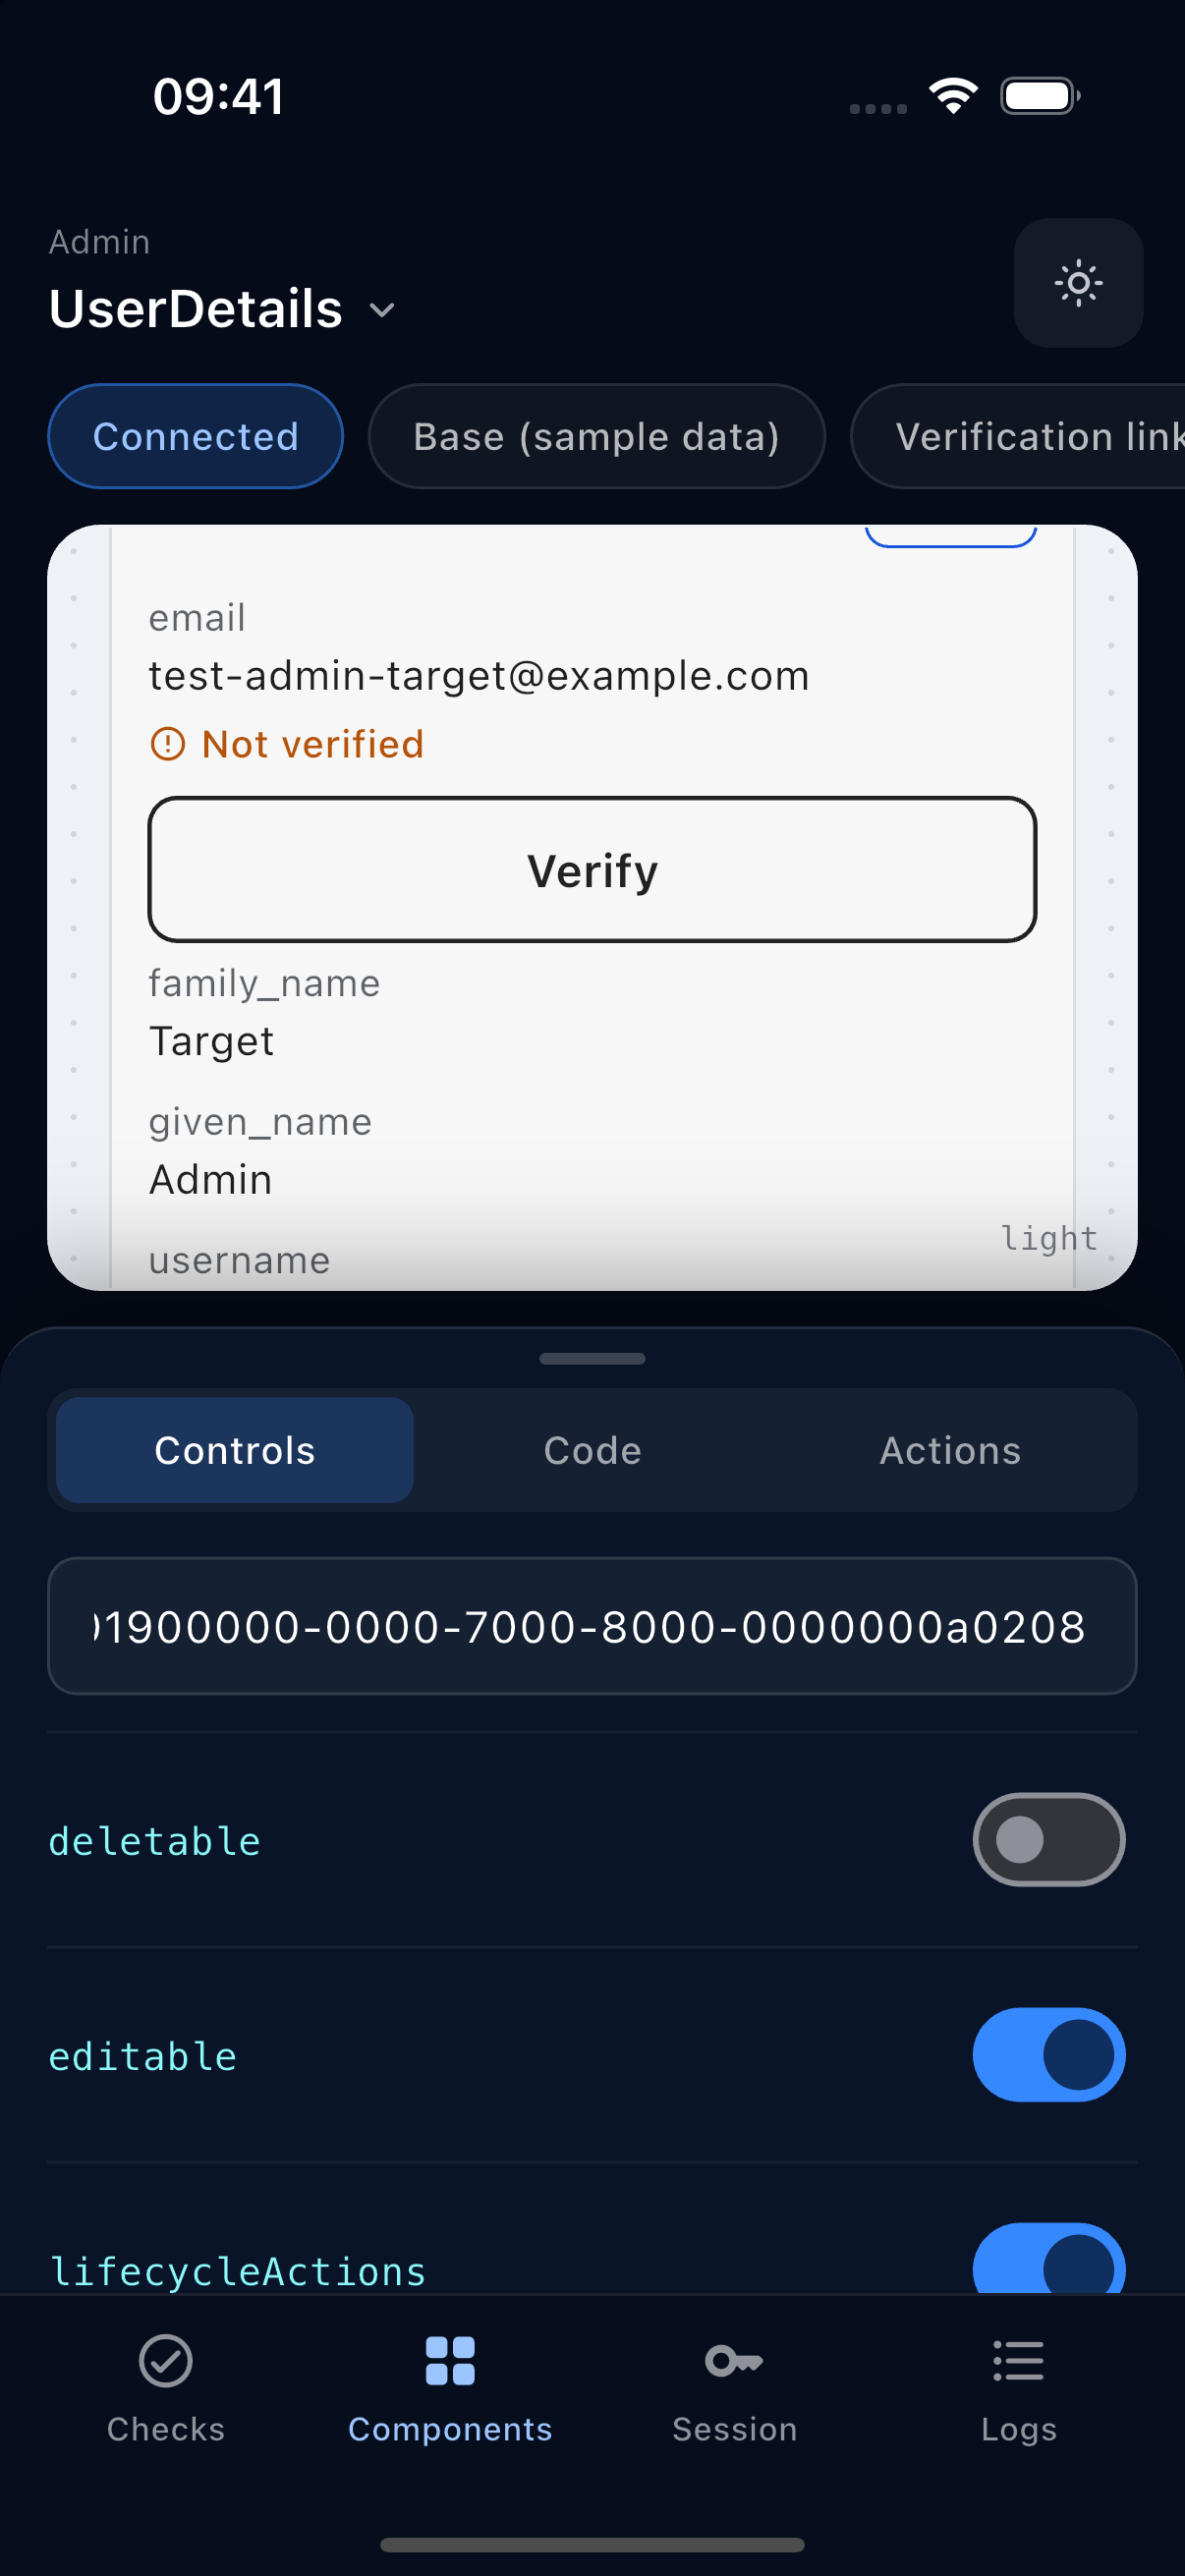 09:41
Admin
UserDetails
Connected
Base (sample data)
Verification link
email
test-admin-target@example.com
Not verified
Verify
family_name
Target
given_name
Admin
username
light
Controls
Code
Actions
1900000-0000-7000-8000-0000000a0208
deletable
editable
lifecycleActions
Checks
Components
Session
Logs